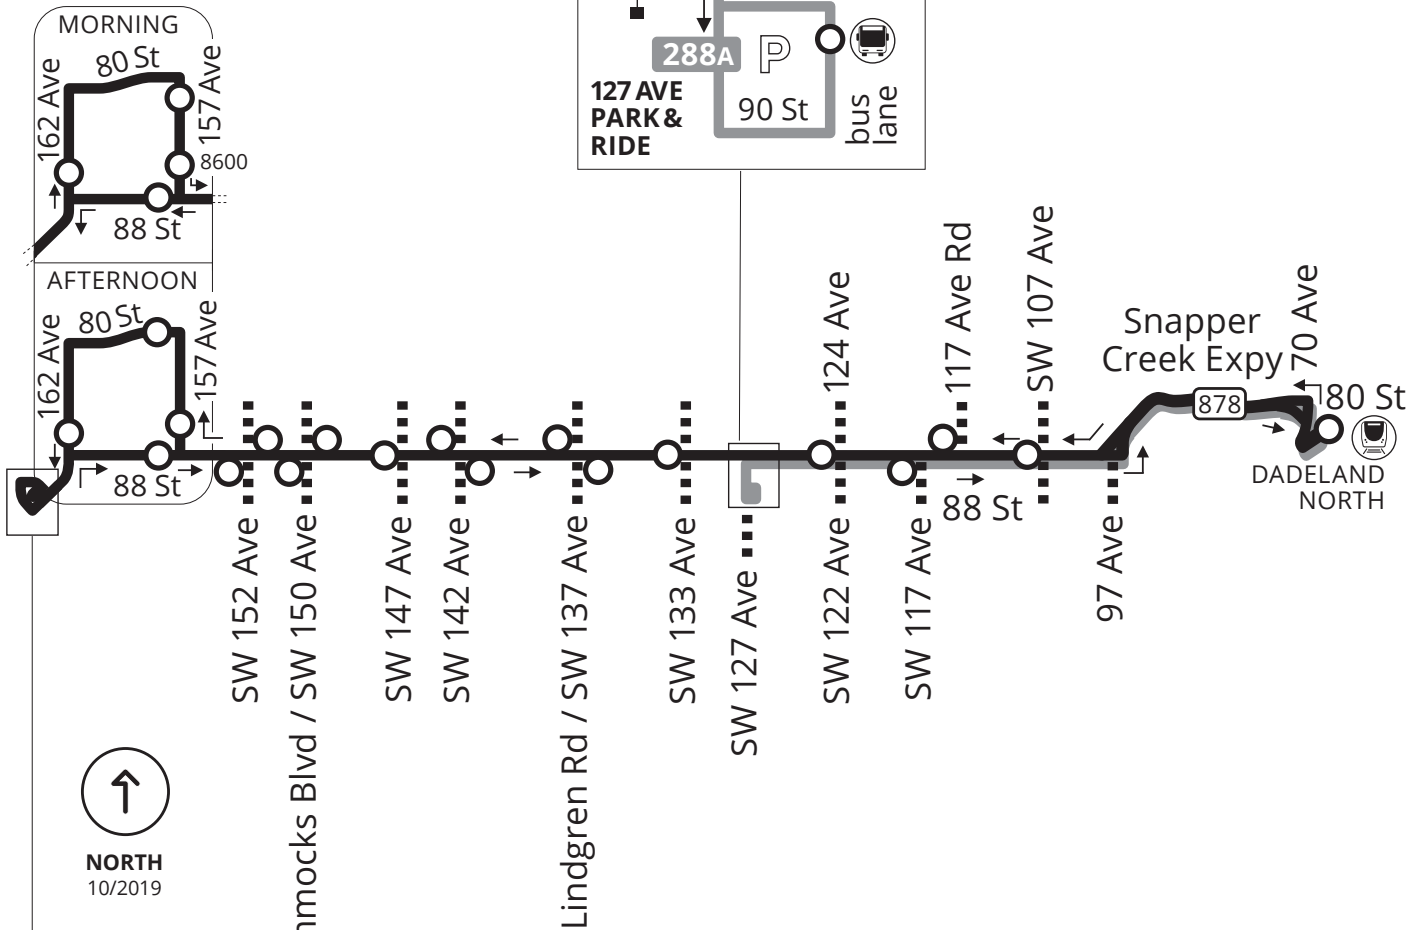 MORNING
80 St
162 Ave
157 Ave
8600
88 St
AFTERNOON
80 St
162 Ave
157 Ave
88 St
288A
P
127 AVE
PARK &
RIDE
90 St
bus
lane
124 Ave
117 Ave Rd
SW 107 Ave
Snapper
Creek Expy
878
70 Ave
80 St
DADELAND
NORTH
88 St
SW 152 Ave
Blvd / SW 150 Ave
SW 147 Ave
SW 142 Ave
Lindgren Rd / SW 137 Ave
SW 133 Ave
SW 127 Ave
SW 122 Ave
SW 117 Ave
97 Ave
NORTH
10/2019